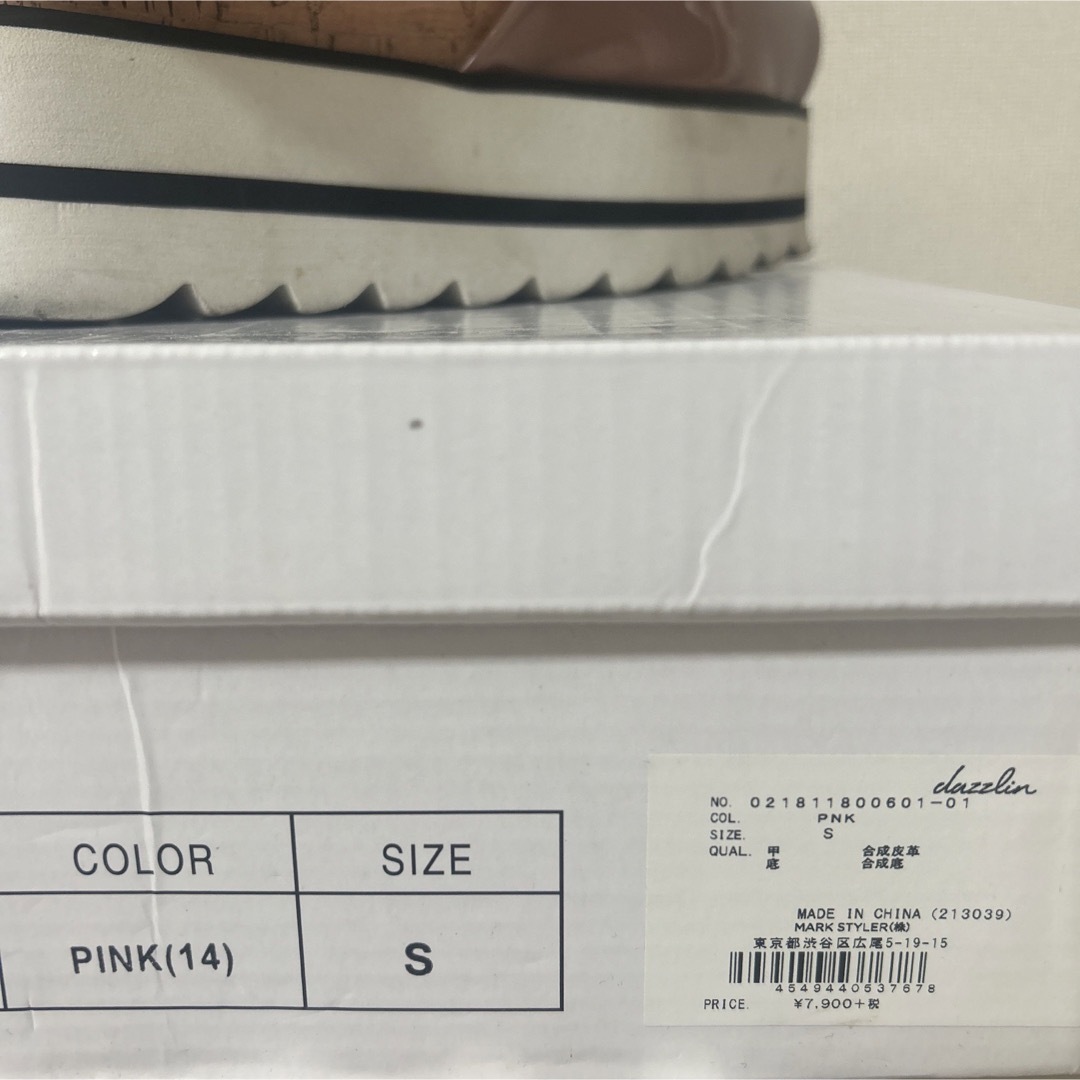 COLOR SIZE
PINK(14) S
dazzlin
NO. 021811800601-01
COL. PNK
SIZE. S
QUAL. 甲 合成皮革
底 合成底
MADE IN CHINA (213039)
MARK STYLER(株)
東京都渋谷区広尾5-19-15
4549440537678
PRICE. ¥7,900+税